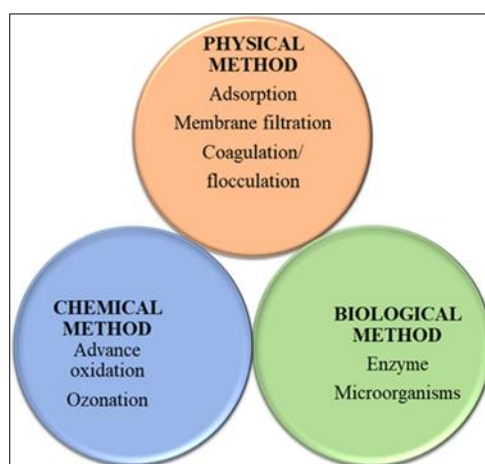 PHYSICAL
METHOD
Adsorption
Membrane filtration
Coagulation/
flocculation
CHEMICAL
METHOD
Advance
oxidation
Ozonation
BIOLOGICAL
METHOD
Enzyme
Microorganisms